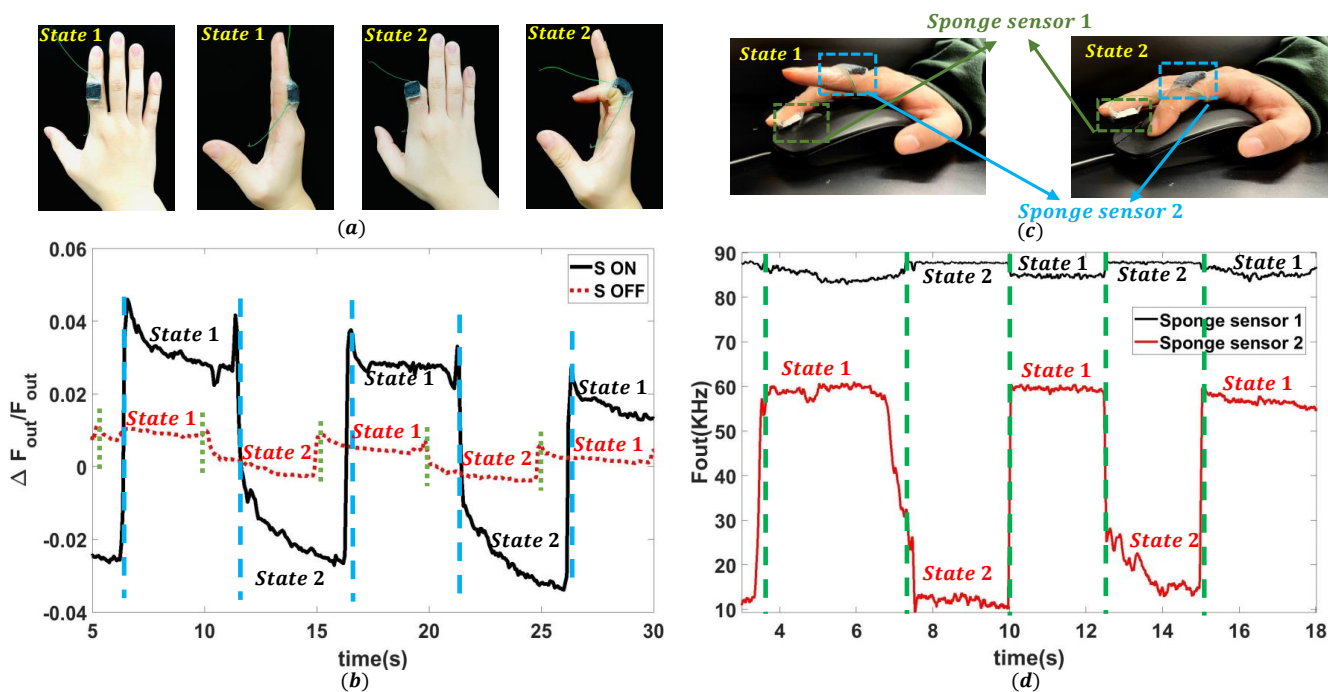 State 1
State 1
State 2
State 2
(a)
Sponge sensor 1
State 1
State 2
Sponge sensor 2
(c)
0.06
0.04
0.02
0
-0.02
-0.04
Δ F_out/F_out
S ON
S OFF
State 1
State 1
State 1
State 1
State 2
State 1
State 2
State 1
State 2
State 2
5
10
15
20
25
30
time(s)
(b)
90
80
70
60
50
40
30
20
10
Fout(KHz)
State 2
State 1
State 2
State 1
Sponge sensor 1
Sponge sensor 2
State 1
State 1
State 1
State 2
State 2
4
6
8
10
12
14
16
18
time(s)
(d)